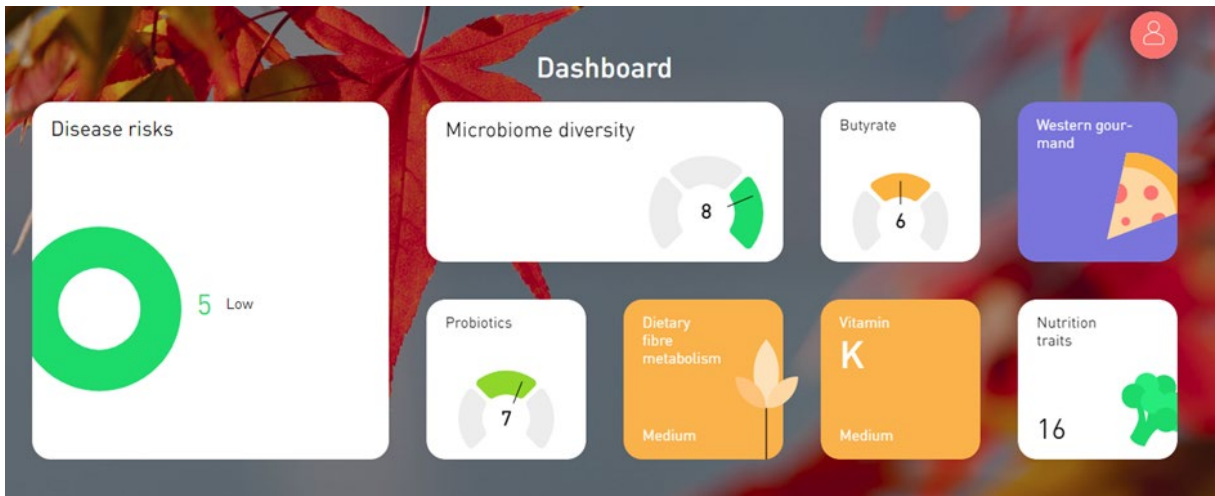 Dashboard
Disease risks
5 Low
Microbiome diversity
8
Butyrate
6
Western gour-
mand
Probiotics
7
Dietary
fibre
metabolism
Medium
Vitamin
K
Medium
Nutrition
traits
16